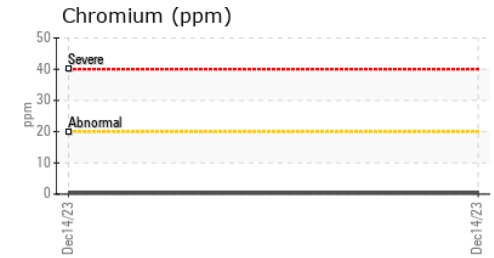 Chromium (ppm)
50
Severe
40
30
ppm
Abnormal
20
10
0
Dec14/23
Dec14/23